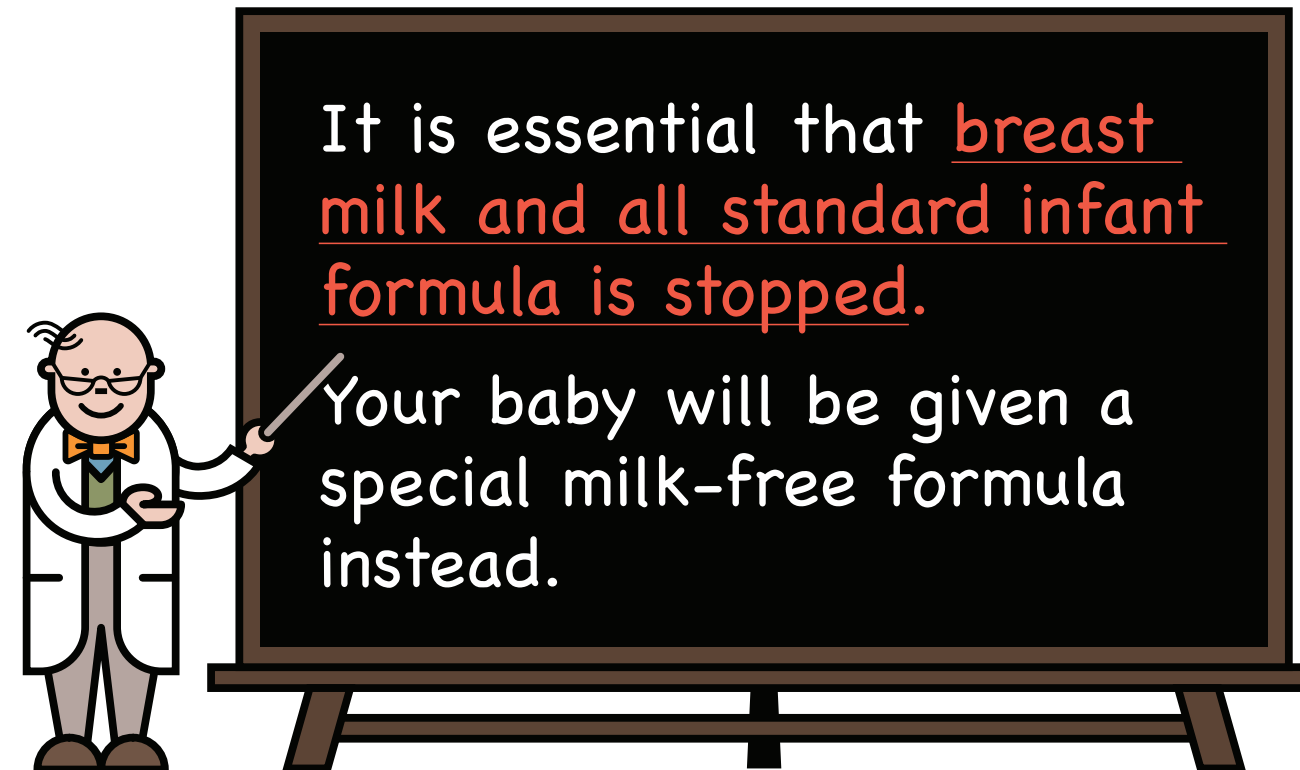 It is essential that breast
milk and all standard infant
formula is stopped.
Your baby will be given a
special milk-free formula
instead.